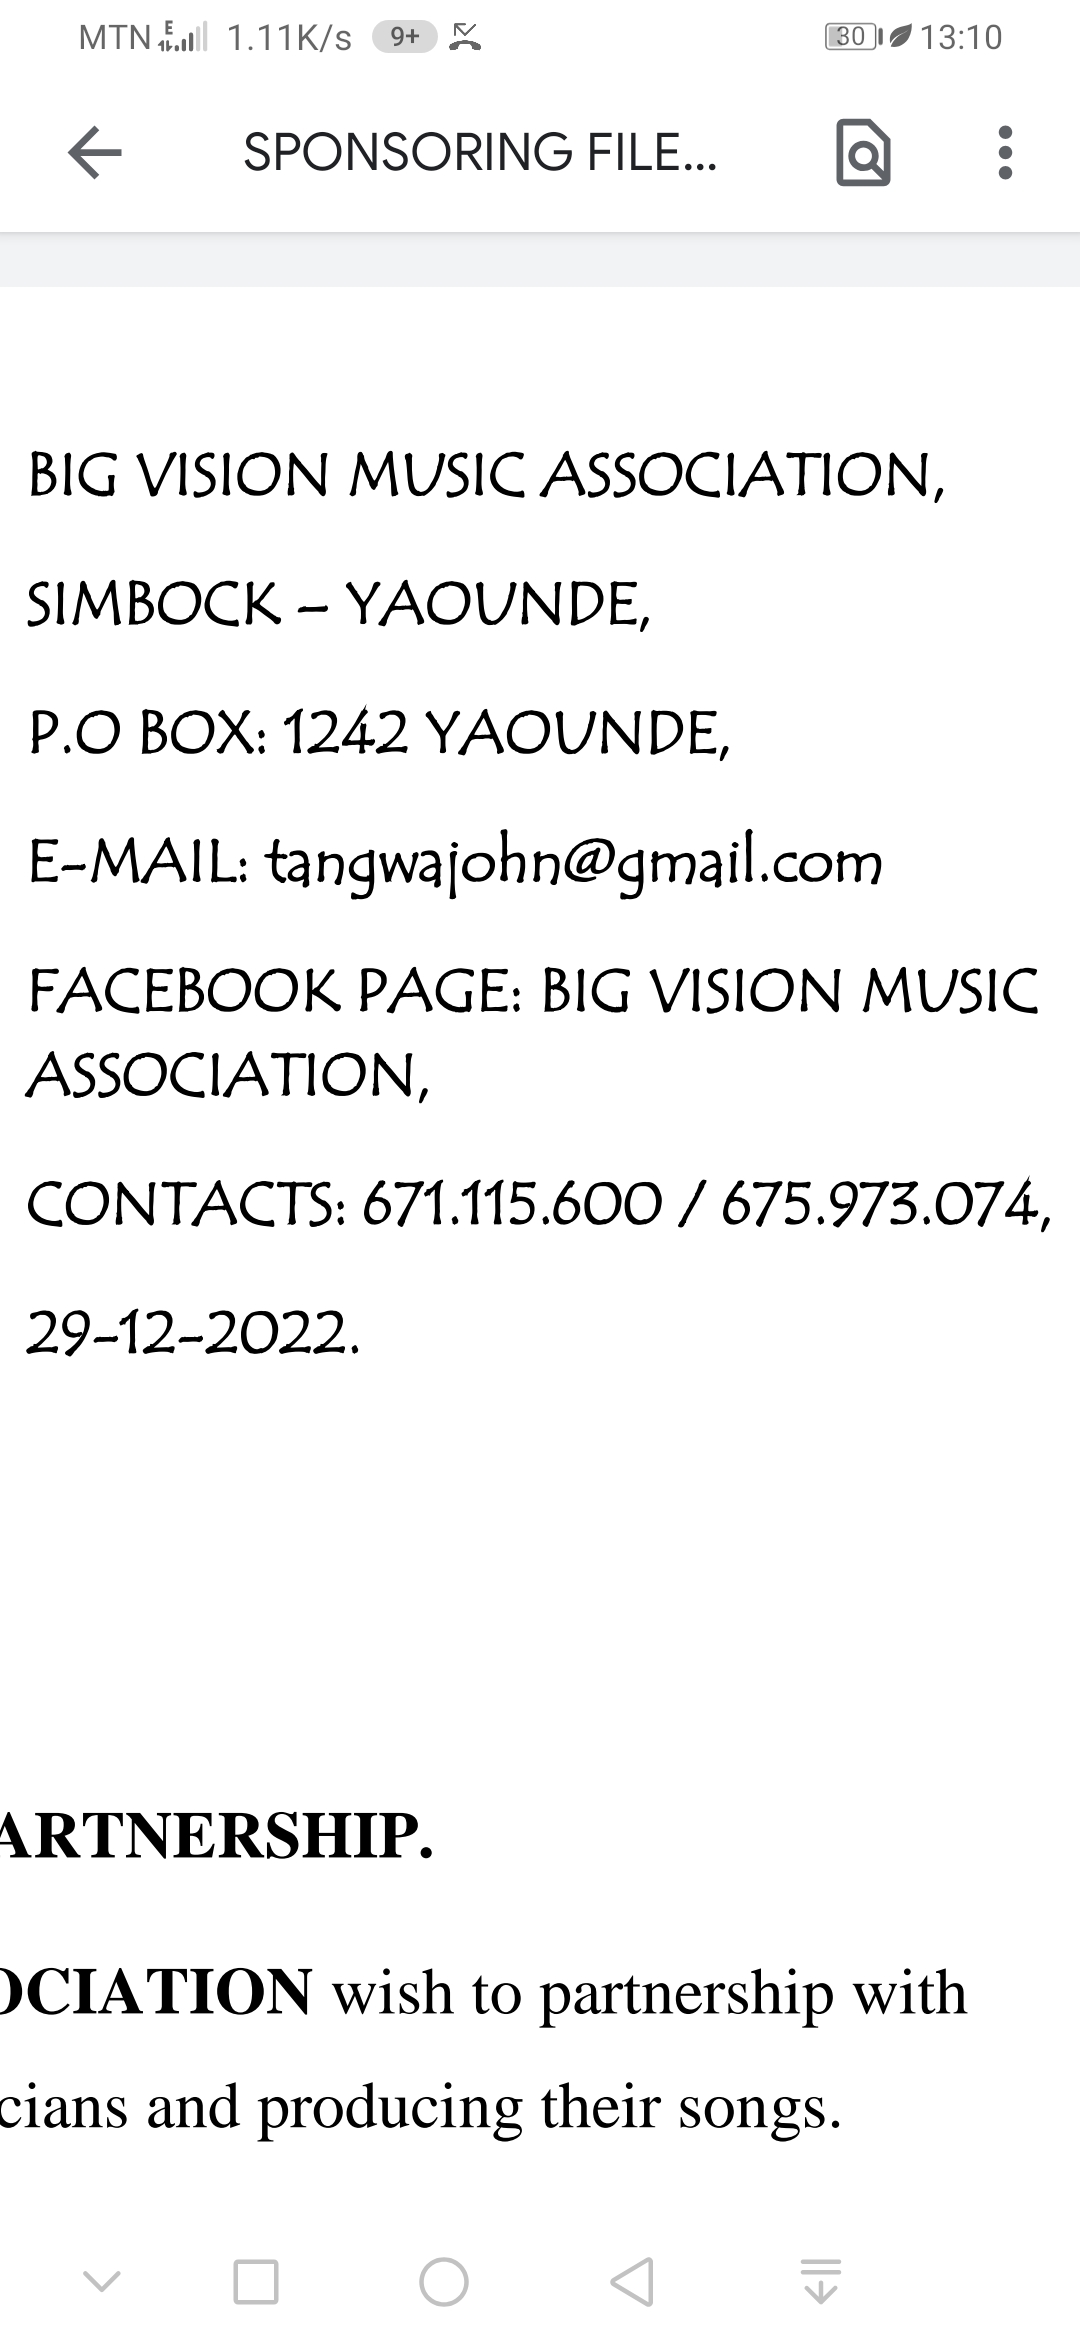 MTN E 1.11K/s 9+ 30 13:10
SPONSORING FILE...
BIG VISION MUSIC ASSOCIATION,
SIMBOCK – YAOUNDE,
P.O BOX: 1242 YAOUNDE,
E-MAIL: tangwajohn@gmail.com
FACEBOOK PAGE: BIG VISION MUSIC
ASSOCIATION,
CONTACTS: 671.115.600 / 675.973.074,
29-12-2022.
ARTNERSHIP.
OCIATION wish to partnership with
cians and producing their songs.